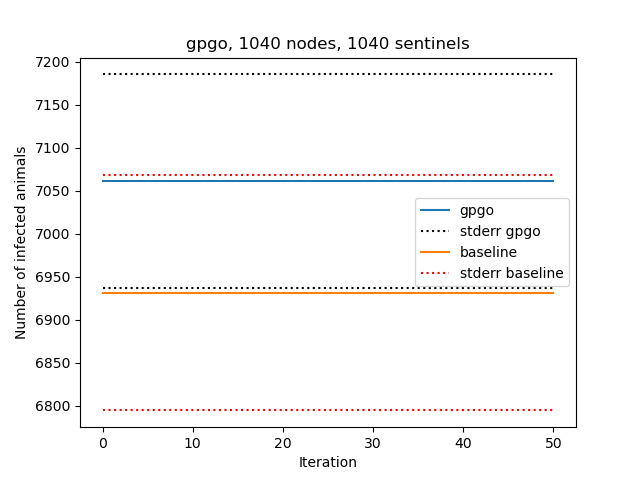 gpgo, 1040 nodes, 1040 sentinels
7200
7150
7100
7050
7000
6950
6900
6850
6800
Number of infected animals
gpgo
stderr gpgo
baseline
stderr baseline
0 10 20 30 40 50
Iteration